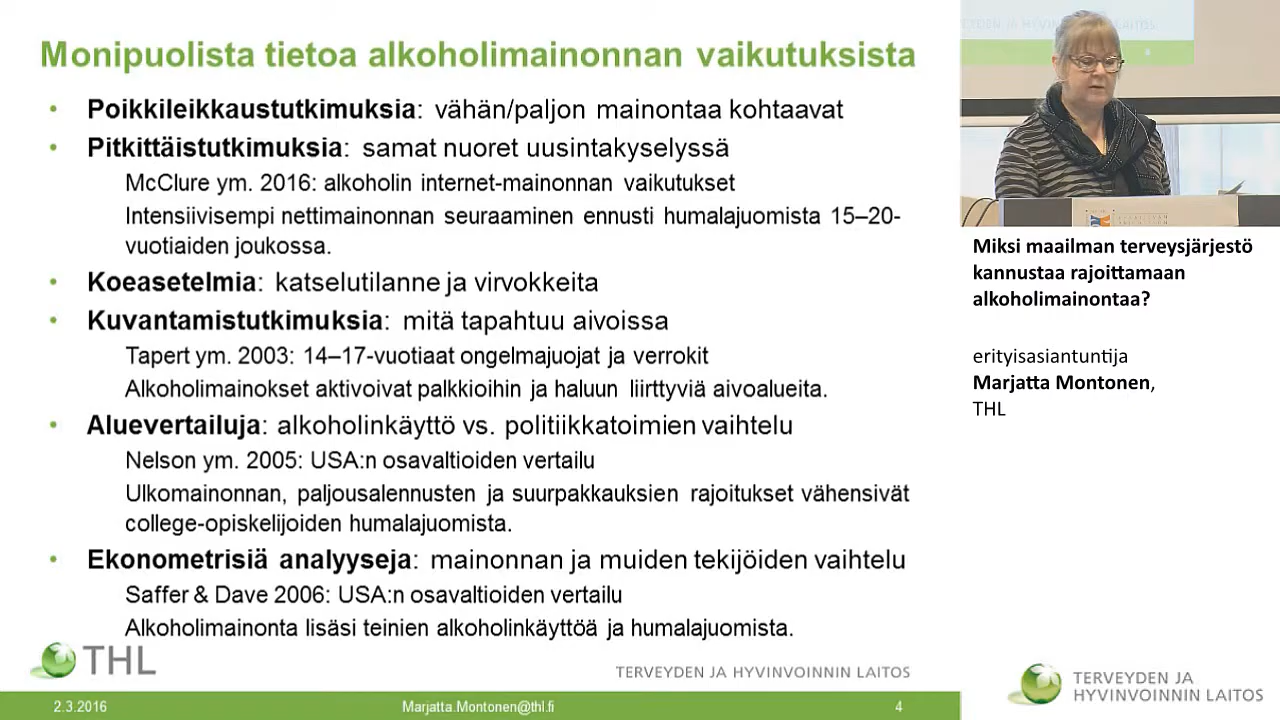 Monipuolista tietoa alkoholimainonnan vaikutuksista
• Poikkileikkaustutkimuksia: vähän/paljon mainontaa kohtaavat
• Pitkittäistutkimuksia: samat nuoret uusintakyselyssä
McClure ym. 2016: alkoholin internet-mainonnan vaikutukset
Intensiivisempi nettimainonnan seuraaminen ennusti humalajuomista 15–20-
vuotiaiden joukossa.
• Koeasetelmia: katselutilanne ja virvokkeita
• Kuvantamistutkimuksia: mitä tapahtuu aivoissa
Tapert ym. 2003: 14–17-vuotiaat ongelmajuojat ja verrokit
Alkoholimainokset aktivoivat palkkioihin ja haluun liirttyviä aivoalueita.
• Aluevertailuja: alkoholinkäyttö vs. politiikkatoimien vaihtelu
Nelson ym. 2005: USA:n osavaltioiden vertailu
Ulkomainonnan, paljousalennusten ja suurpakkauksien rajoitukset vähensivät
college-opiskelijoiden humalajuomista.
• Ekonometrisiä analyyseja: mainonnan ja muiden tekijöiden vaihtelu
Saffer & Dave 2006: USA:n osavaltioiden vertailu
Alkoholimainonta lisäsi teinien alkoholinkäyttöä ja humalajuomista.
THL
TERVEYDEN JA HYVINVOINNIN LAITOS
2.3.2016
Marjatta.Montonen@thl.fi
4
Miksi maailman terveysjärjestö
kannustaa rajoittamaan
alkoholimainontaa?
erityisasiantuntija
Marjatta Montonen,
THL
TERVEYDEN JA
HYVINVOINNIN LAITOS